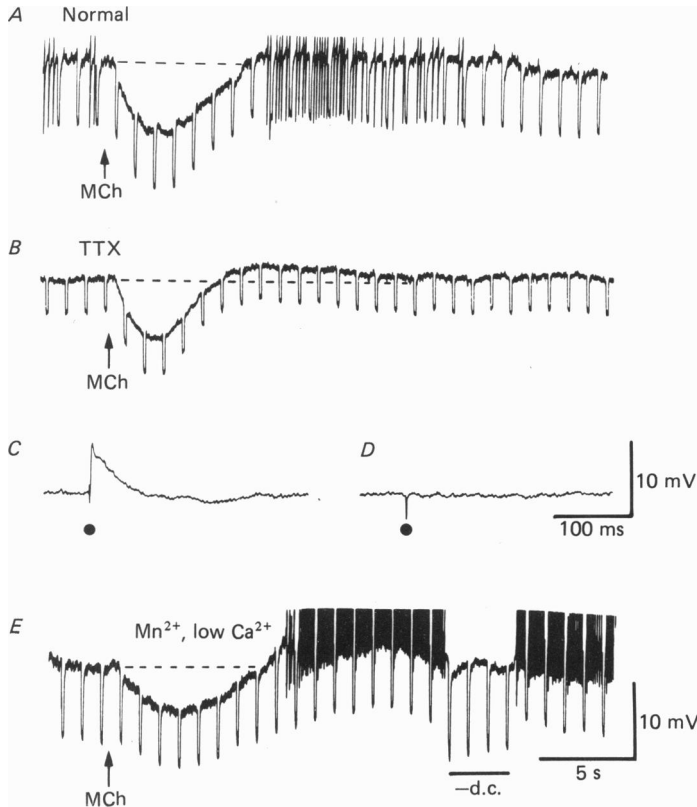 A Normal
MCh
B TTX
MCh
C D
10 mV
100 ms
E Mn²⁺, low Ca²⁺
10 mV
5 s
−d.c.
MCh